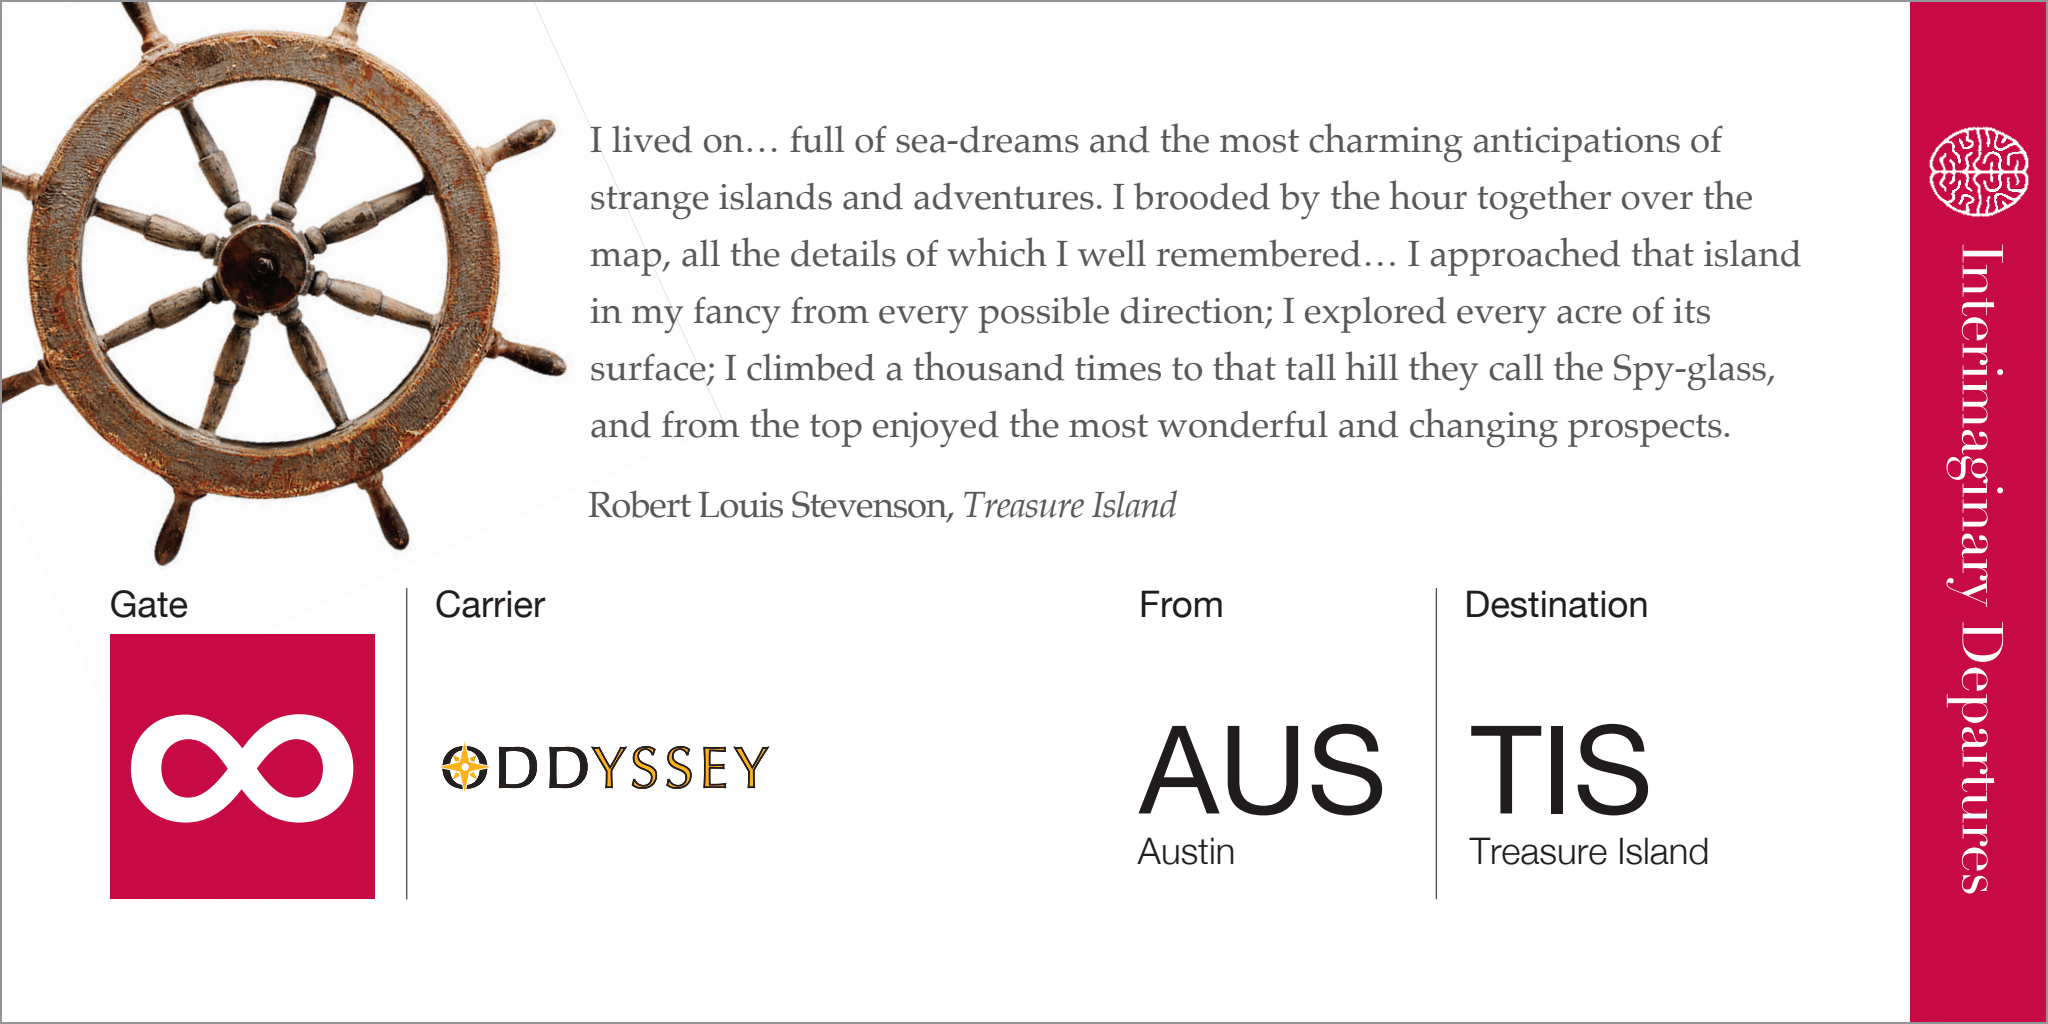 I lived on… full of sea-dreams and the most charming anticipations of
strange islands and adventures. I brooded by the hour together over the
map, all the details of which I well remembered… I approached that island
in my fancy from every possible direction; I explored every acre of its
surface; I climbed a thousand times to that tall hill they call the Spy-glass,
and from the top enjoyed the most wonderful and changing prospects.
Robert Louis Stevenson, Treasure Island
Gate
∞
Carrier
ODDYSSEY
From
AUS
Austin
Destination
TIS
Treasure Island
Interimaginary Departures